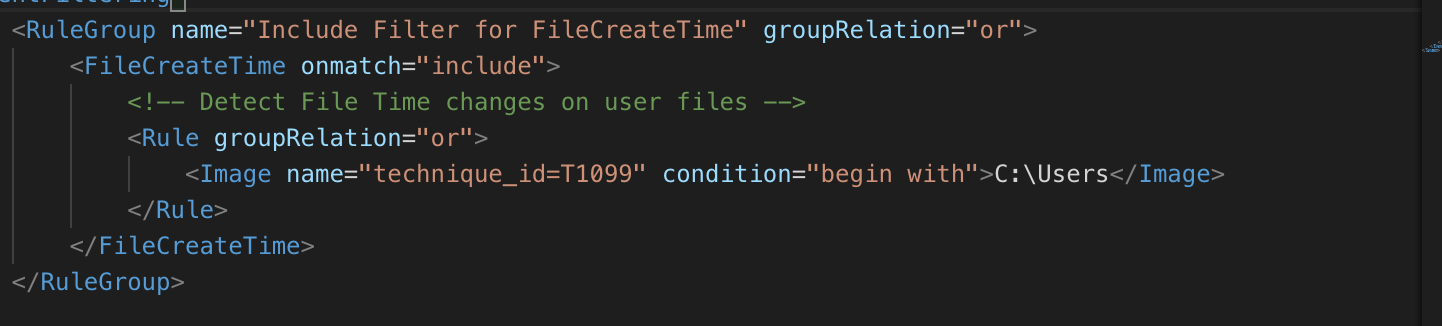 <RuleGroup name="Include Filter for FileCreateTime" groupRelation="or">
    <FileCreateTime onmatch="include">
        <!-- Detect File Time changes on user files -->
        <Rule groupRelation="or">
            <Image name="technique_id=T1099" condition="begin with">C:\Users</Image>
        </Rule>
    </FileCreateTime>
</RuleGroup>